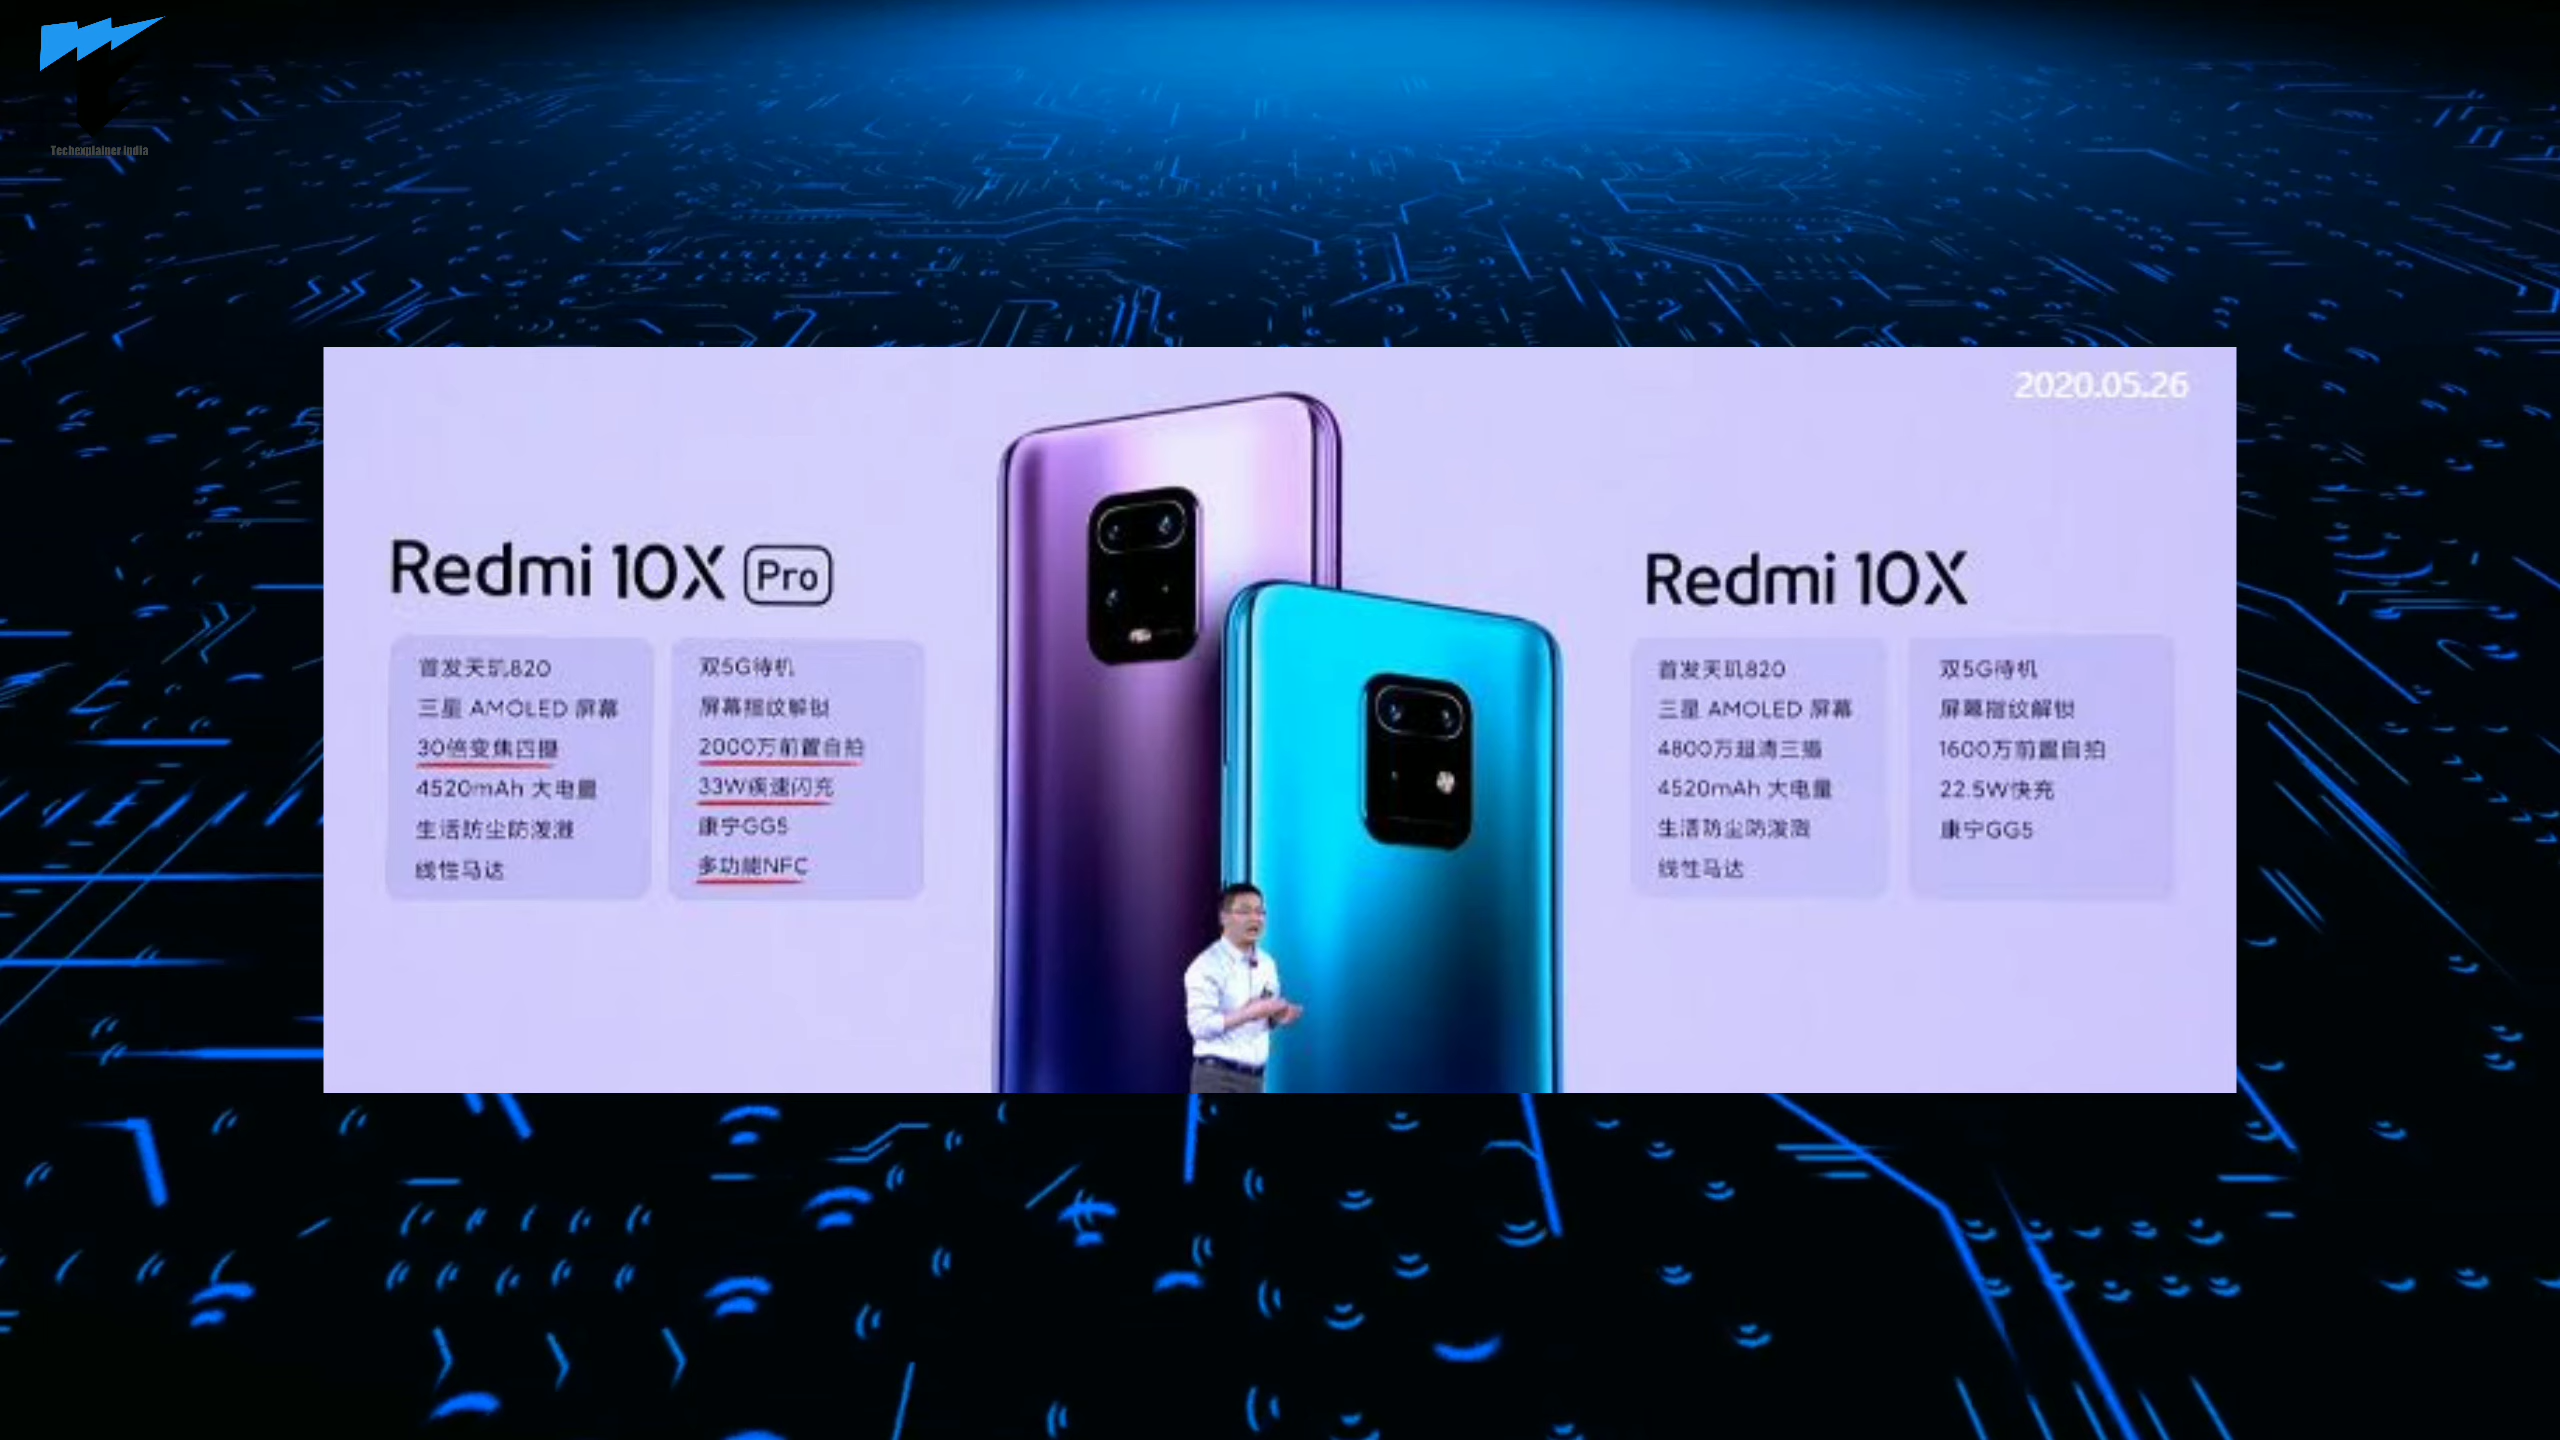 Techexplainer India
2020.05.26
Redmi 10X Pro
首发天玑820
三星 AMOLED 屏幕
30倍变焦四摄
4520mAh 大电量
生活防尘防泼溅
线性马达
双5G待机
屏幕指纹解锁
2000万前置自拍
33W疾速闪充
康宁GG5
多功能NFC
Redmi 10X
首发天玑820
三星 AMOLED 屏幕
4800万超清三摄
4520mAh 大电量
生活防尘防泼溅
线性马达
双5G待机
屏幕指纹解锁
1600万前置自拍
22.5W快充
康宁GG5